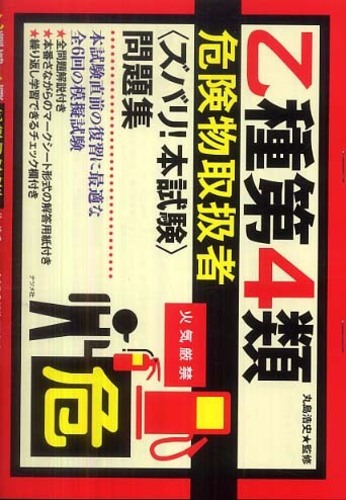 乙種第4類
危険物取扱者
〈ズバリ!本試験〉
問題集
本試験直前の復習に最適な
全6回の模擬試験
★全問題解説付き
★本番さながらのマークシート形式の解答用紙付き
★繰り返し学習できるチェック欄付き
丸島浩史★監修
火気厳禁
危
ナツメ社